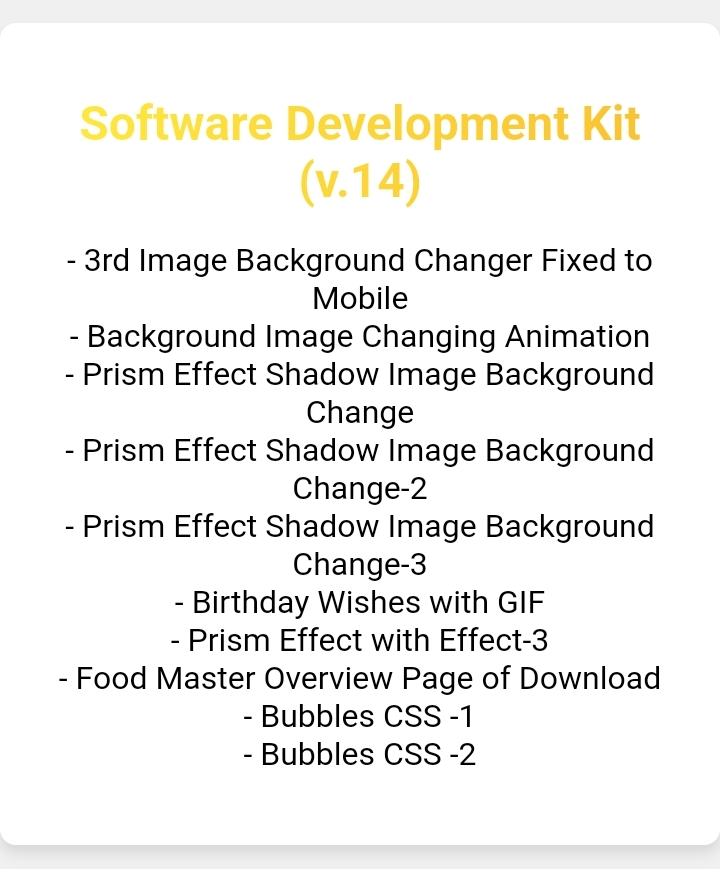 Software Development Kit
(v.14)
- 3rd Image Background Changer Fixed to
Mobile
- Background Image Changing Animation
- Prism Effect Shadow Image Background
Change
- Prism Effect Shadow Image Background
Change-2
- Prism Effect Shadow Image Background
Change-3
- Birthday Wishes with GIF
- Prism Effect with Effect-3
- Food Master Overview Page of Download
- Bubbles CSS -1
- Bubbles CSS -2